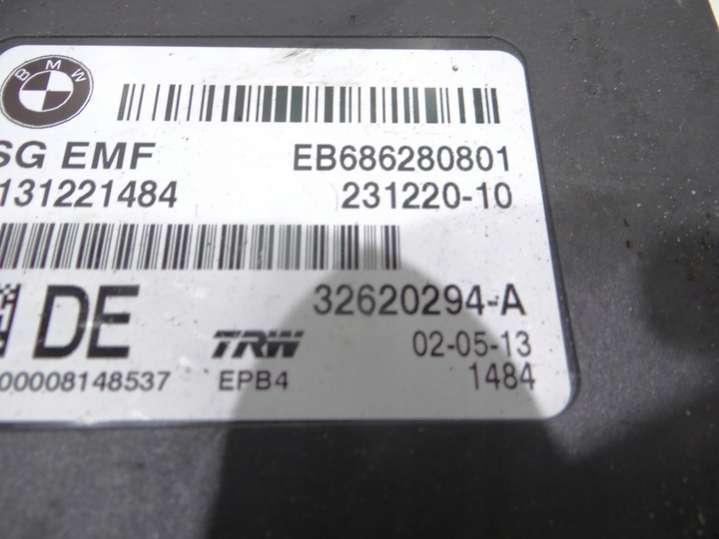 BMW
SG EMF EB686280801
131221484 231220-10
DE 32620294-A
TRW 02-05-13
00008148537 EPB4 1484